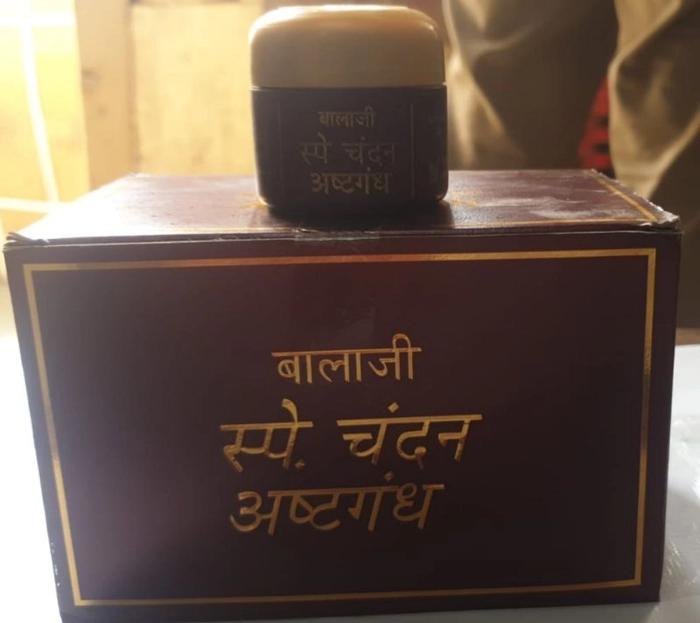 बालाजी
स्पे चंदन
अष्टगंध
बालाजी
स्पे. चंदन
अष्टगंध